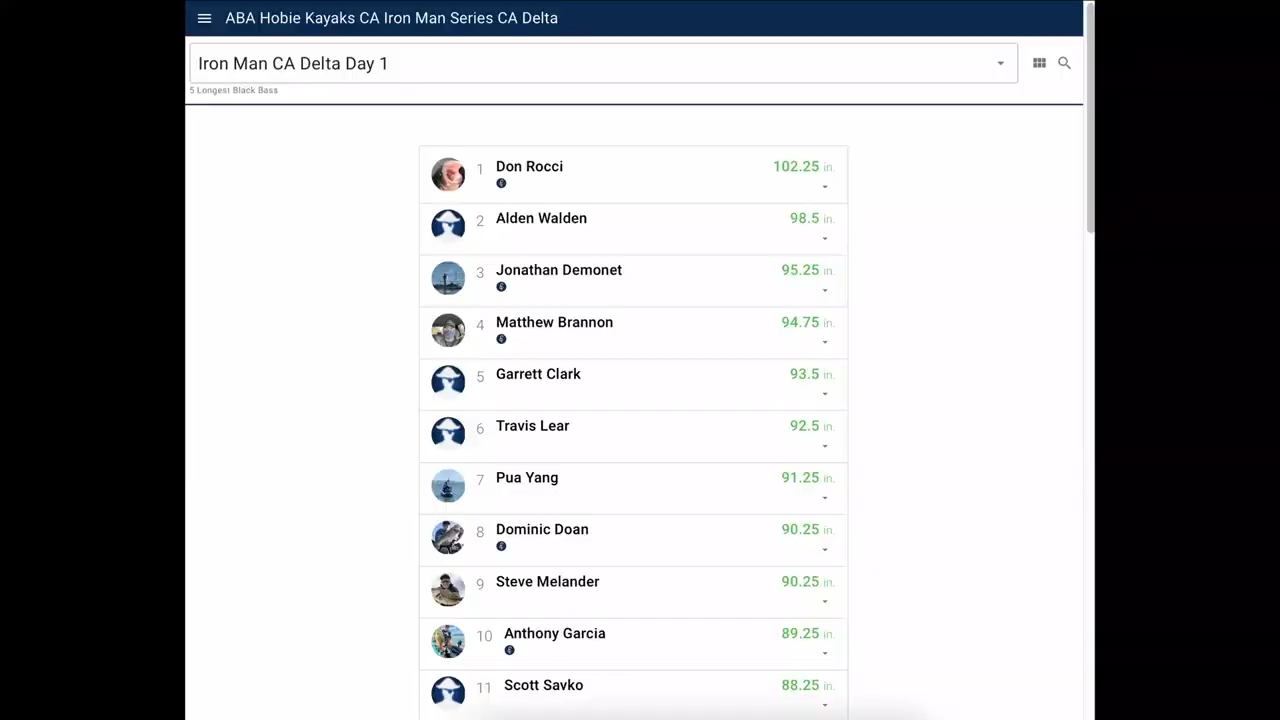 ABA Hobie Kayaks CA Iron Man Series CA Delta
Iron Man CA Delta Day 1
5 Longest Black Bass
1 Don Rocci 102.25 in.
2 Alden Walden 98.5 in.
3 Jonathan Demonet 95.25 in.
4 Matthew Brannon 94.75 in.
5 Garrett Clark 93.5 in.
6 Travis Lear 92.5 in.
7 Pua Yang 91.25 in.
8 Dominic Doan 90.25 in.
9 Steve Melander 90.25 in.
10 Anthony Garcia 89.25 in.
11 Scott Savko 88.25 in.